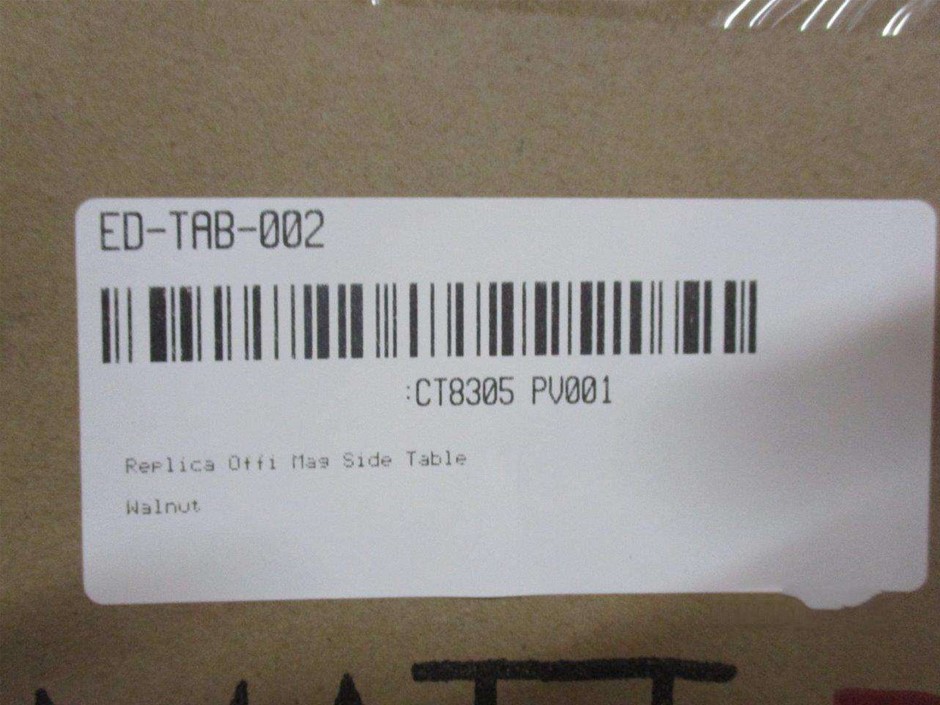 ED-TAB-002
:CT8305 PV001
Replica Offi Mag Side Table
Walnut